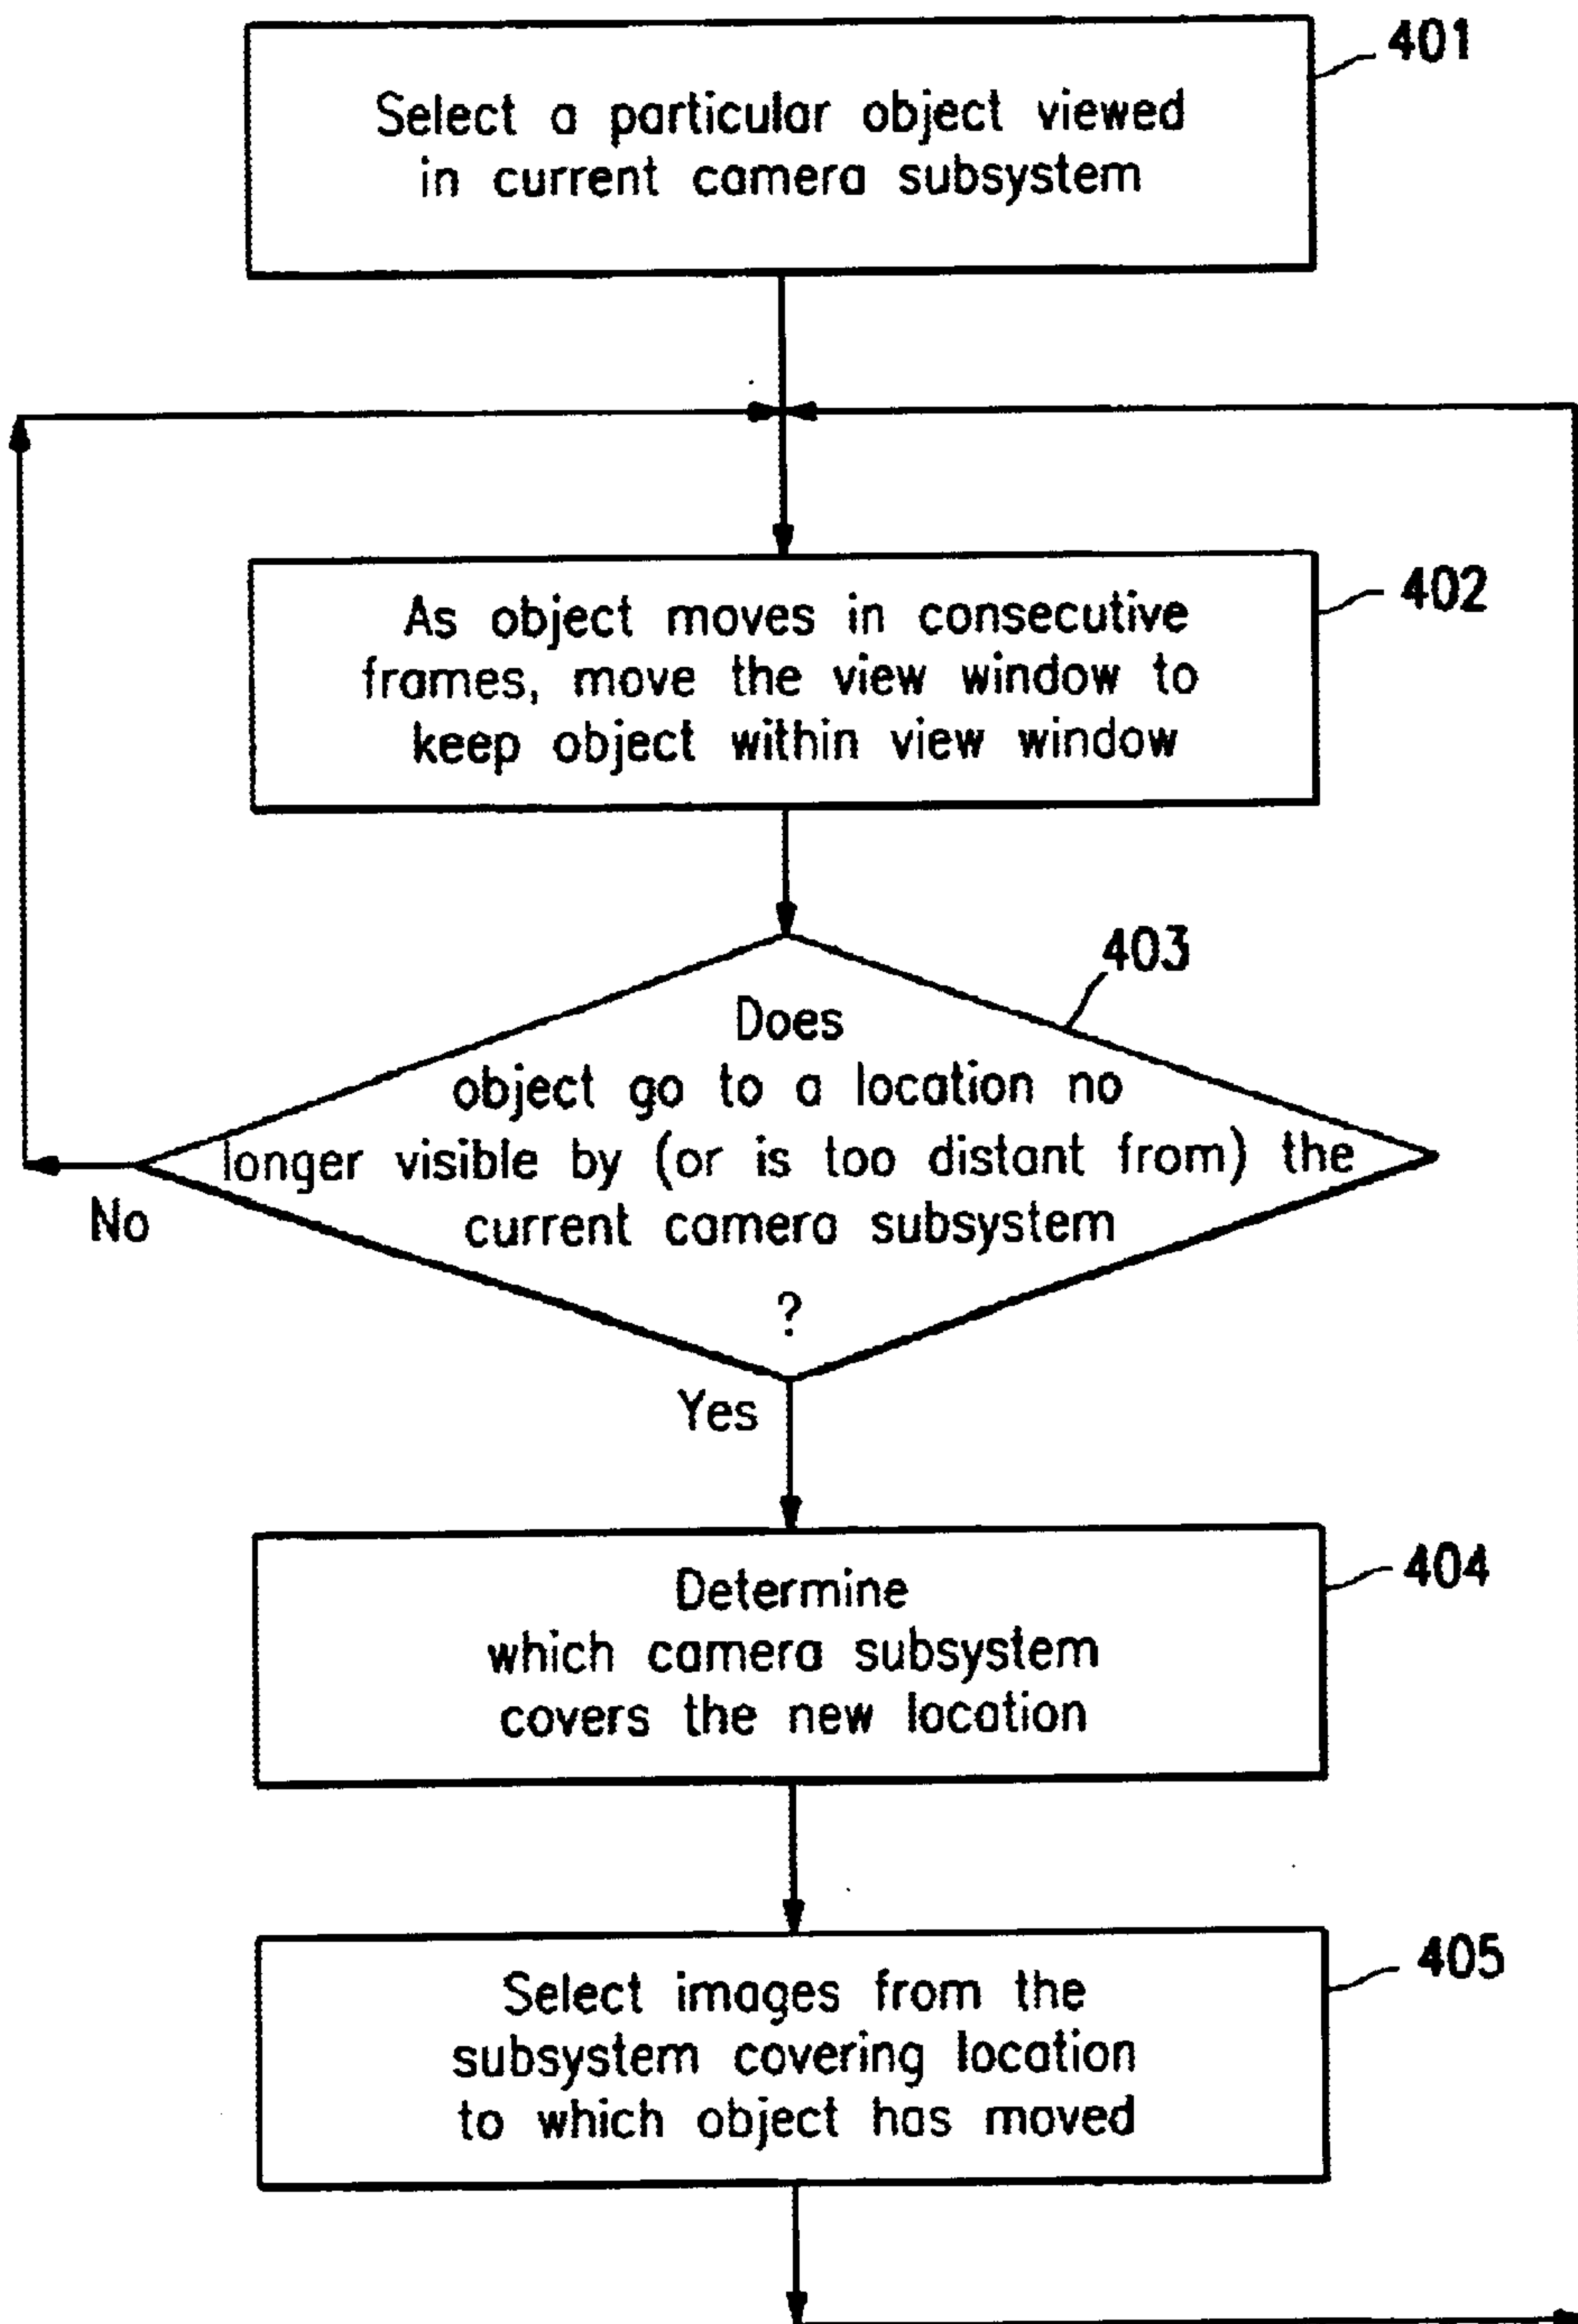 401
Select a particular object viewed
in current camera subsystem
402
As object moves in consecutive
frames, move the view window to
keep object within view window
403
Does
object go to a location no
longer visible by (or is too distant from) the
current camera subsystem
?
No
Yes
404
Determine
which camera subsystem
covers the new location
405
Select images from the
subsystem covering location
to which object has moved